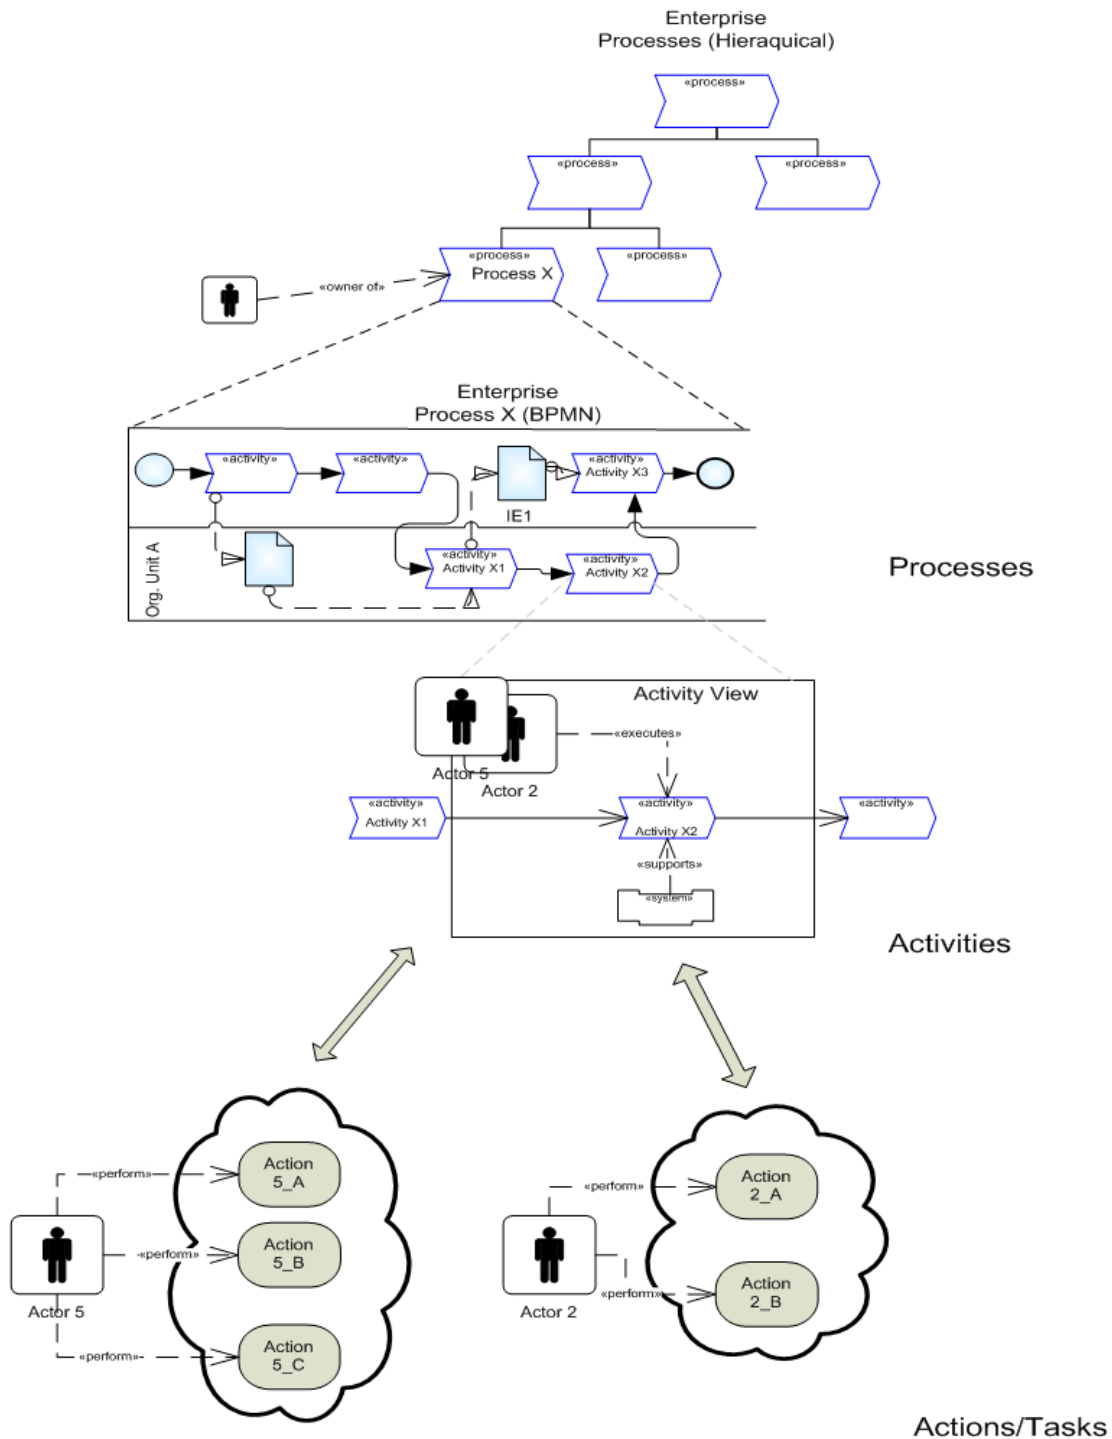 Enterprise
Processes (Hieraquical)
«process»
«process»
«process»
«process»
Process X
«process»
«owner of»
Enterprise
Process X (BPMN)
«activity»
«activity»
«activity»
Activity X3
IE1
Org. Unit A
«activity»
Activity X1
«activity»
Activity X2
Processes
Activity View
«executes»
Actor 5
Actor 2
«activity»
Activity X1
«activity»
Activity X2
«activity»
«supports»
«system»
Activities
Action
5_A
«perform»
Action
5_B
«perform»
Actor 5
Action
5_C
«perform»
Action
2_A
«perform»
Actor 2
Action
2_B
«perform»
Actions/Tasks